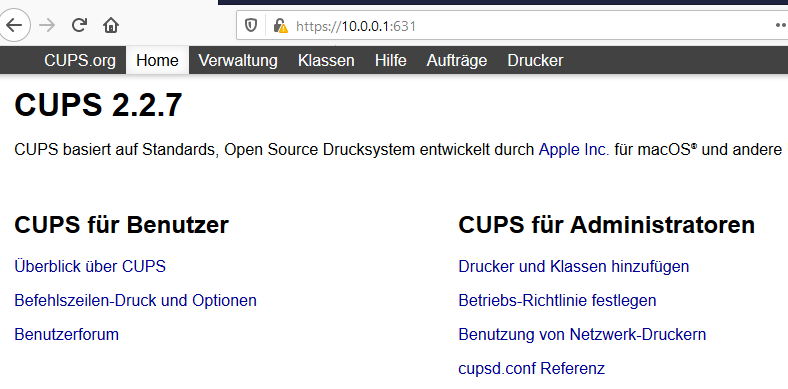 https://10.0.0.1:631
CUPS.org Home Verwaltung Klassen Hilfe Aufträge Drucker
CUPS 2.2.7
CUPS basiert auf Standards, Open Source Drucksystem entwickelt durch Apple Inc. für macOS® und andere
CUPS für Benutzer
Überblick über CUPS
Befehlszeilen-Druck und Optionen
Benutzerforum
CUPS für Administratoren
Drucker und Klassen hinzufügen
Betriebs-Richtlinie festlegen
Benutzung von Netzwerk-Druckern
cupsd.conf Referenz